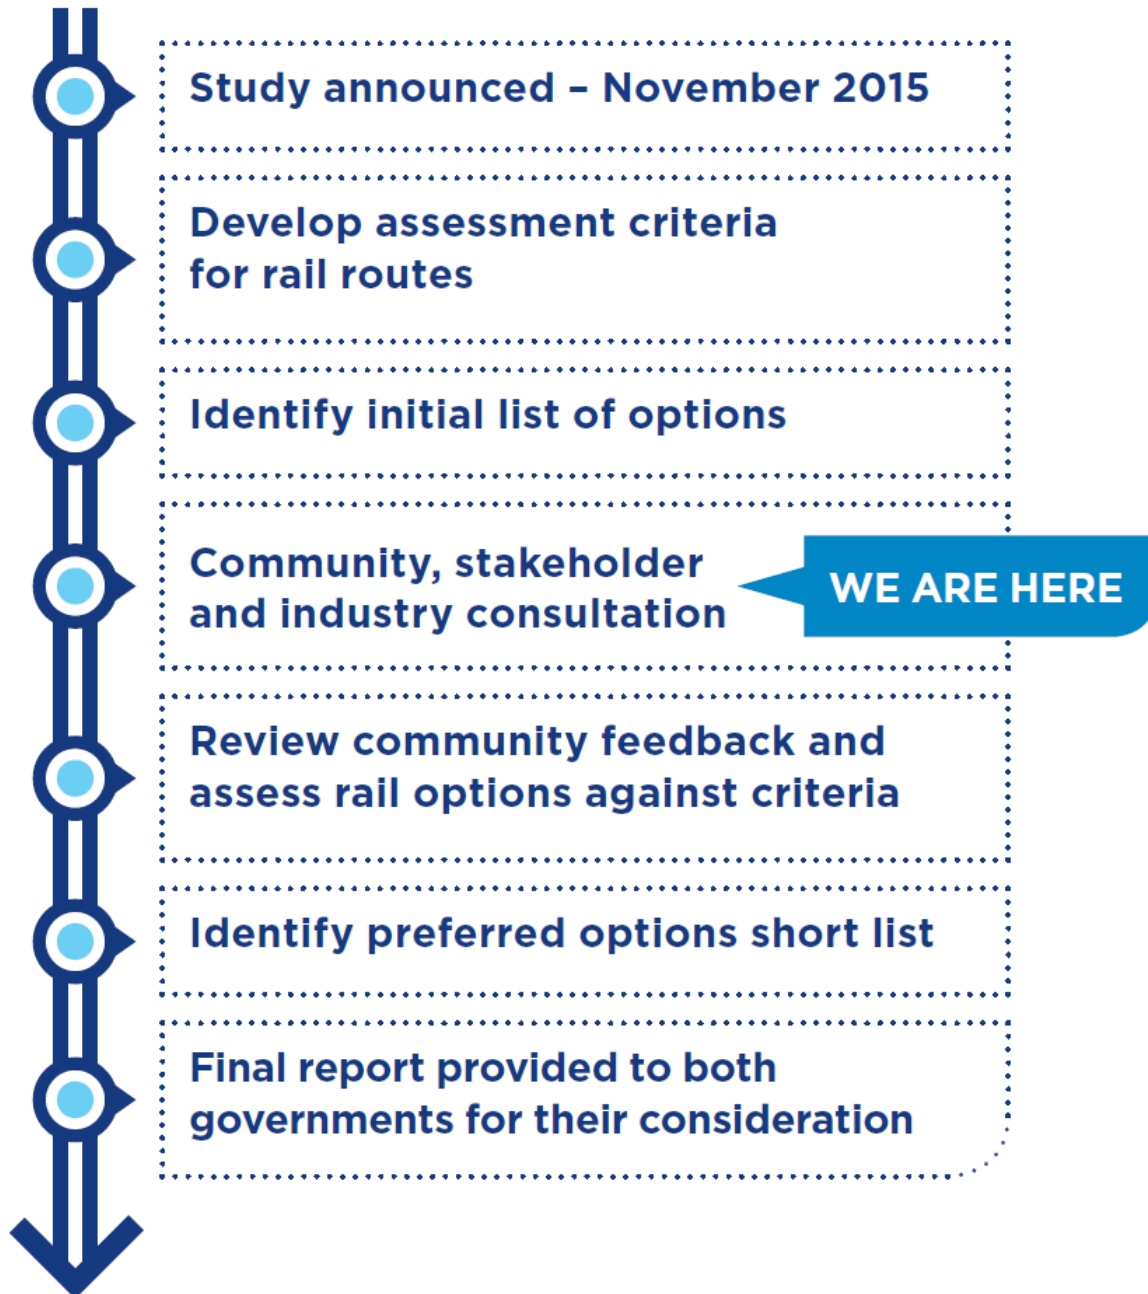 Study announced – November 2015
Develop assessment criteria
for rail routes
Identify initial list of options
Community, stakeholder
and industry consultation
WE ARE HERE
Review community feedback and
assess rail options against criteria
Identify preferred options short list
Final report provided to both
governments for their consideration